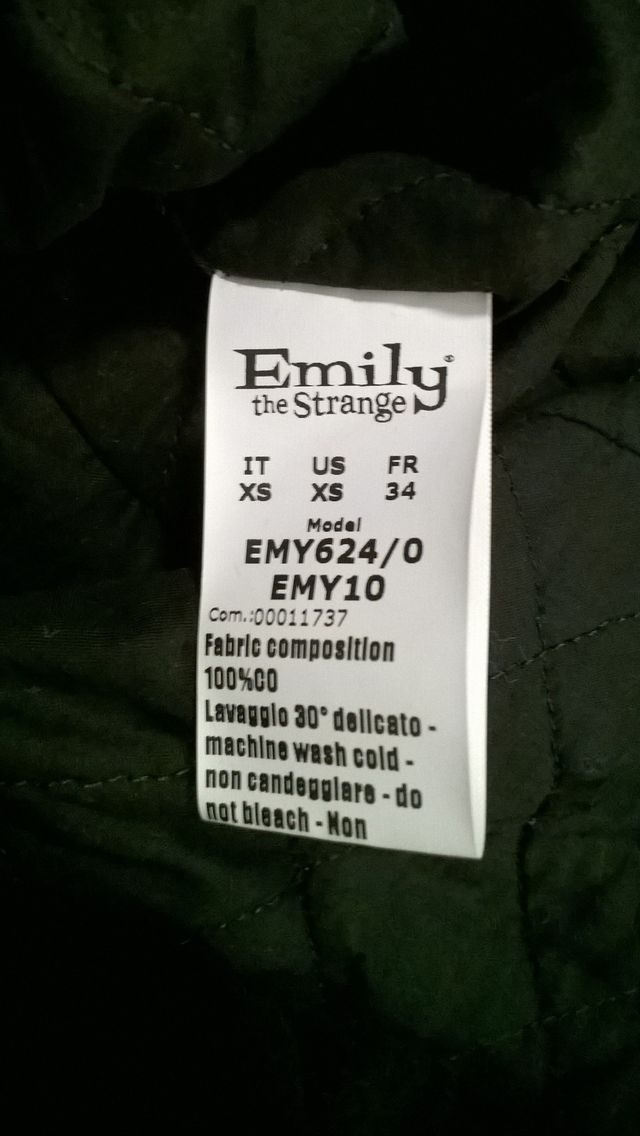 Emily®
the Strange
IT US FR
XS XS 34
Model
EMY624/0
EMY10
Com.:00011737
Fabric composition
100%CO
Lavaggio 30° delicato -
machine wash cold -
non candeggiare - do
not bleach - Non